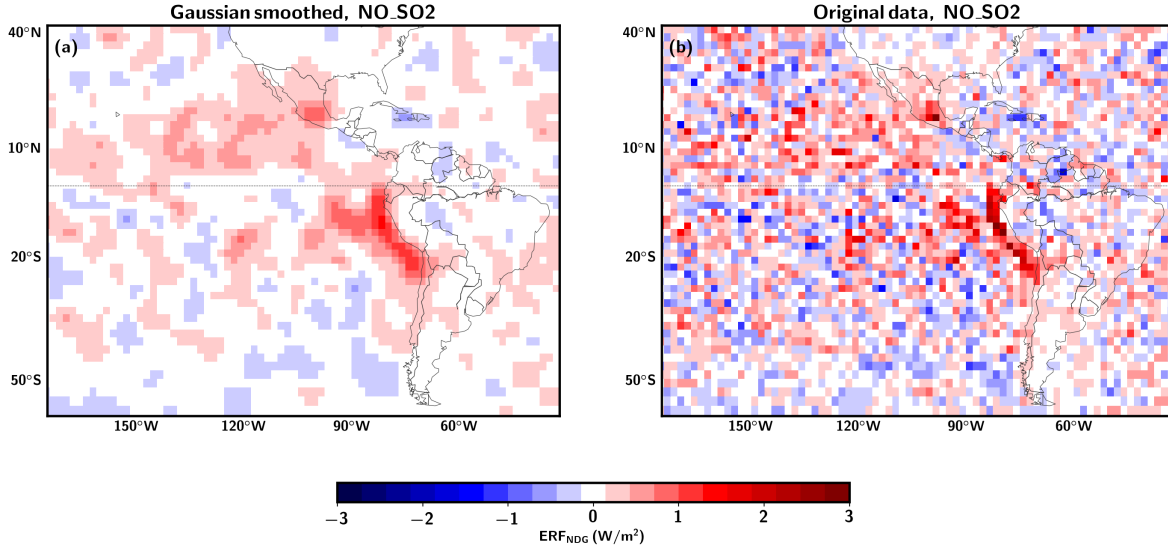 Gaussian smoothed, NO_SO2
(a)
40°N
10°N
20°S
50°S
150°W
120°W
90°W
60°W
Original data, NO_SO2
(b)
40°N
10°N
20°S
50°S
150°W
120°W
90°W
60°W
−3 −2 −1 0 1 2 3
ERF_NDG (W/m²)